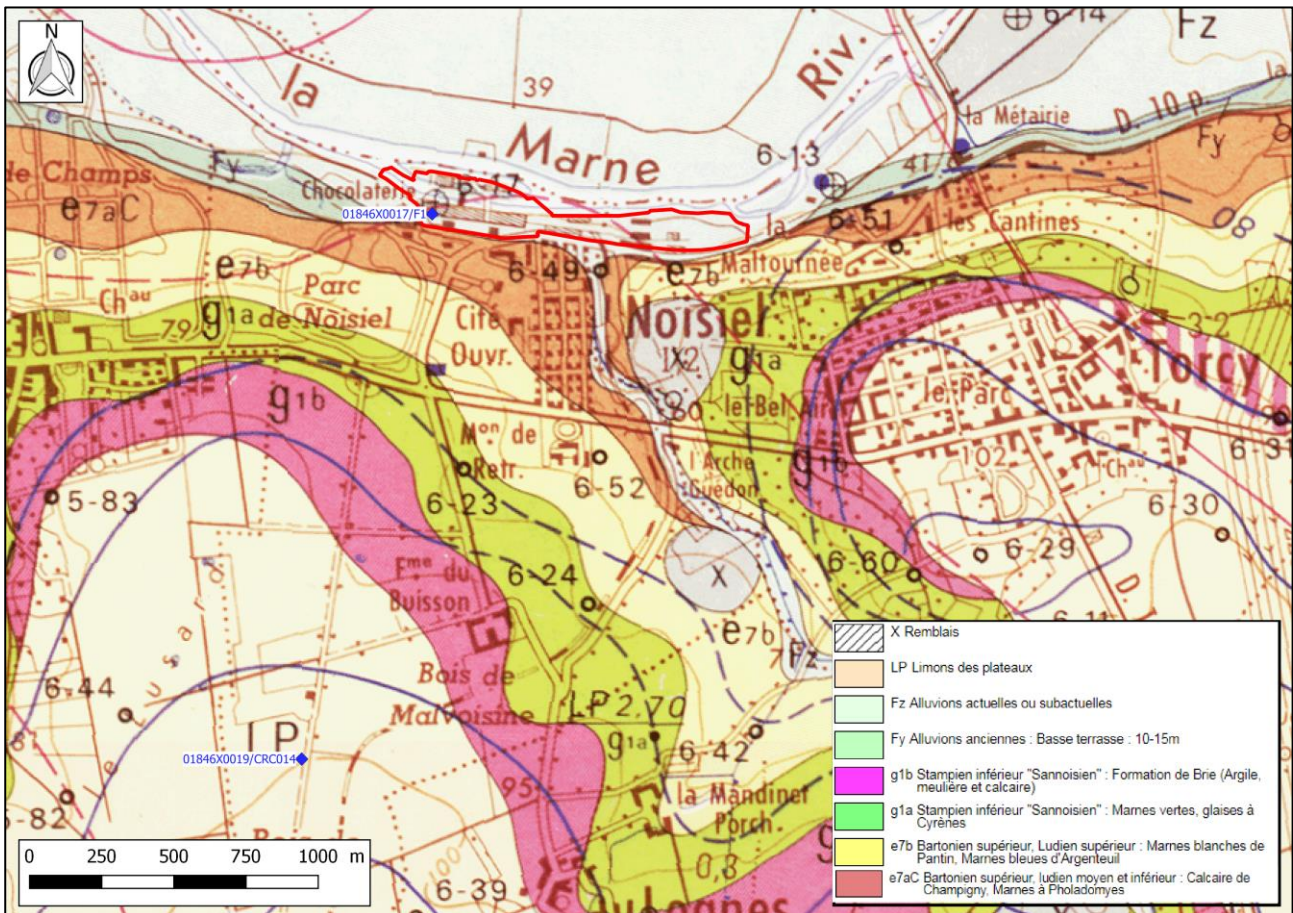 N
la
39
Marne
Riv.
6-14
Fz
la Métairie
D. 10 p.
la
Fy
6-13
41
de Champs
Fy
e7aC
Chocolaterie
P
17
01846X0017/F1
la
Maltournée
6-51
les Cantines
08
6-49
e7b
e7b
Parc
de Noisiel
Chau
79
g1a
Cité
Ouvr.
Noisiel
X
g1a
60
le Bel Air
le Parc
Torcy
g1b
Mon de
Retr.
l'Arche
Guédon
g1b
102
Chau
6-31
5-83
6-23
6-52
6-30
6-29
Fme du
Buisson
6-24
X
6-60
6-11
e7b
Fz
Bois de
Malvoisine
6-44
LP 2,70
LP
g1a
6-42
01846X0019/CRC014
95
la Mandinet
Porch.
5-82
0,8
6-39
X Remblais
LP Limons des plateaux
Fz Alluvions actuelles ou subactuelles
Fy Alluvions anciennes : Basse terrasse : 10-15m
g1b Stampien inférieur "Sannoisien" : Formation de Brie (Argile,
meulière et calcaire)
g1a Stampien inférieur "Sannoisien" : Marnes vertes, glaises à
Cyrènes
e7b Bartonien supérieur, Ludien supérieur : Marnes blanches de
Pantin, Marnes bleues d'Argenteuil
e7aC Bartonien supérieur, ludien moyen et inférieur : Calcaire de
Champigny, Marnes à Pholadomyes
0 250 500 750 1000 m